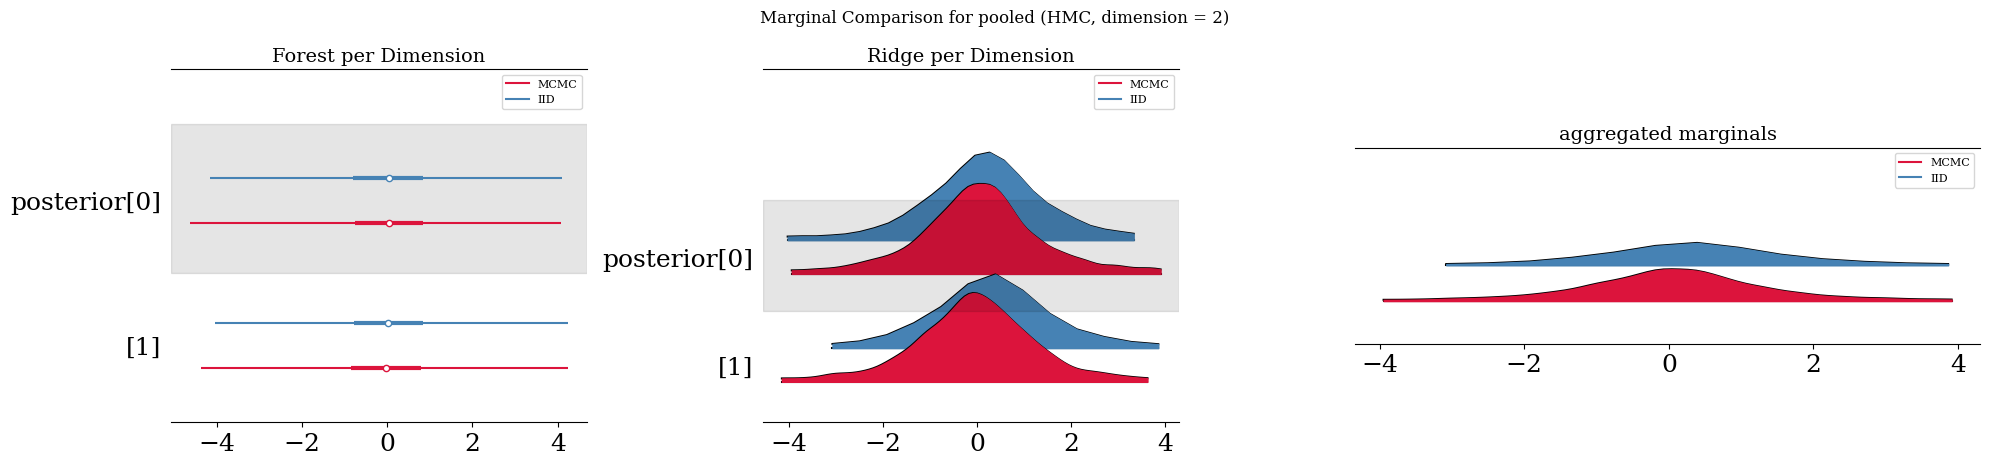 Marginal Comparison for pooled (HMC, dimension = 2)
Forest per Dimension
MCMC
IID
posterior[0]
[1]
−4 −2 0 2 4
Ridge per Dimension
MCMC
IID
posterior[0]
[1]
−4 −2 0 2 4
aggregated marginals
MCMC
IID
−4 −2 0 2 4